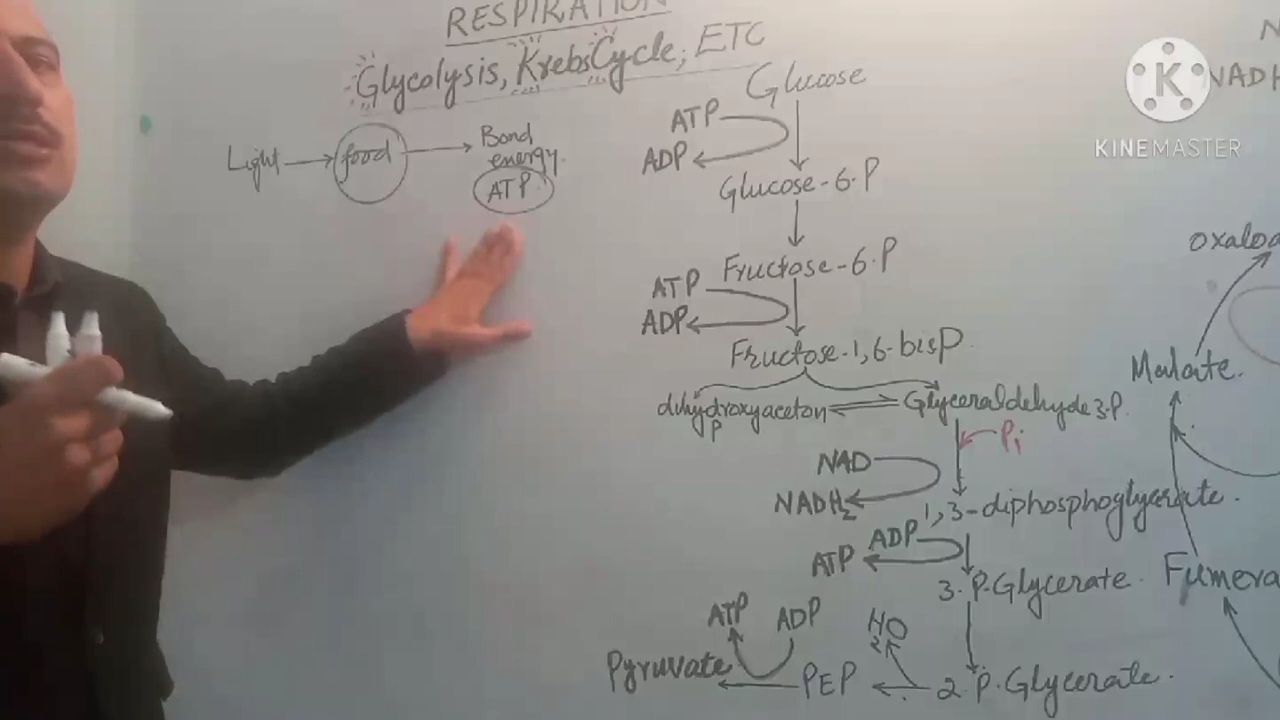 RESPIRATION
Glycolysis, Krebs Cycle, ETC
Light → food → Bond energy.
ATP
Glucose
ATP
ADP
Glucose-6-P
Fructose-6-P
ATP
ADP
Fructose-1,6-bisP
dihydroxyaceton
P
Glyceraldehyde 3-P.
Pi
NAD
NADH2
1,3-diphosphoglycerate.
ADP
ATP
3-P-Glycerate.
H2O
2-P-Glycerate.
PEP
ADP
ATP
Pyruvate
NADH
Oxaloa
Malate.
Fumera
K
KINEMASTER